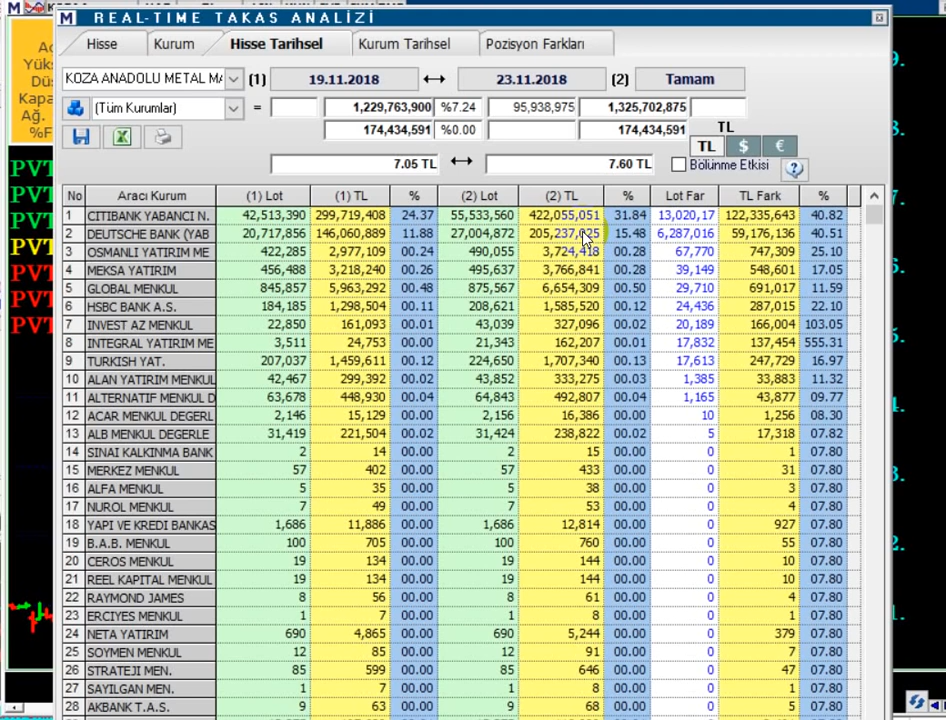 REAL-TIME TAKAS ANALİZİ
Hisse Kurum Hisse Tarihsel Kurum Tarihsel Pozisyon Farkları
KOZA ANADOLU METAL MA (1) 19.11.2018 23.11.2018 (2) Tamam
(Tüm Kurumlar) = 1,229,763,900 %7.24 95,938,975 1,325,702,875
174,434,591 %0.00 174,434,591 TL
TL $ €
7.05 TL 7.60 TL Bölünme Etkisi
No Aracı Kurum (1) Lot (1) TL % (2) Lot (2) TL % Lot Far TL Fark %
1 CITIBANK YABANCI N. 42,513,390 299,719,408 24.37 55,533,560 422,055,051 31.84 13,020,17 122,335,643 40.82
2 DEUTSCHE BANK (YAB 20,717,856 146,060,889 11.88 27,004,872 205,237,025 15.48 6,287,016 59,176,136 40.51
3 OSMANLI YATIRIM ME 422,285 2,977,109 00.24 490,055 3,724,418 00.28 67,770 747,309 25.10
4 MEKSA YATIRIM 456,488 3,218,240 00.26 495,637 3,766,841 00.28 39,149 548,601 17.05
5 GLOBAL MENKUL 845,857 5,963,292 00.48 875,567 6,654,309 00.50 29,710 691,017 11.59
6 HSBC BANK A.S. 184,185 1,298,504 00.11 208,621 1,585,520 00.12 24,436 287,015 22.10
7 INVEST AZ MENKUL 22,850 161,093 00.01 43,039 327,096 00.02 20,189 166,004 103.05
8 INTEGRAL YATIRIM ME 3,511 24,753 00.00 21,343 162,207 00.01 17,832 137,454 555.31
9 TURKISH YAT. 207,037 1,459,611 00.12 224,650 1,707,340 00.13 17,613 247,729 16.97
10 ALAN YATIRIM MENKUL 42,467 299,392 00.02 43,852 333,275 00.03 1,385 33,883 11.32
11 ALTERNATIF MENKUL D 63,678 448,930 00.04 64,843 492,807 00.04 1,165 43,877 09.77
12 ACAR MENKUL DEGERL 2,146 15,129 00.00 2,156 16,386 00.00 10 1,256 08.30
13 ALB MENKUL DEGERLE 31,419 221,504 00.02 31,424 238,822 00.02 5 17,318 07.82
14 SINAI KALKINMA BANK 2 14 00.00 2 15 00.00 0 1 07.80
15 MERKEZ MENKUL 57 402 00.00 57 433 00.00 0 31 07.80
16 ALFA MENKUL 5 35 00.00 5 38 00.00 0 3 07.80
17 NUROL MENKUL 7 49 00.00 7 53 00.00 0 4 07.80
18 YAPI VE KREDI BANKAS 1,686 11,886 00.00 1,686 12,814 00.00 0 927 07.80
19 B.A.B. MENKUL 100 705 00.00 100 760 00.00 0 55 07.80
20 CEROS MENKUL 19 134 00.00 19 144 00.00 0 10 07.80
21 REEL KAPITAL MENKUL 19 134 00.00 19 144 00.00 0 10 07.80
22 RAYMOND JAMES 8 56 00.00 8 61 00.00 0 4 07.80
23 ERCIYES MENKUL 1 7 00.00 1 8 00.00 0 1 07.80
24 NETA YATIRIM 690 4,865 00.00 690 5,244 00.00 0 379 07.80
25 SOYMEN MENKUL 12 85 00.00 12 91 00.00 0 7 07.80
26 STRATEJI MEN. 85 599 00.00 85 646 00.00 0 47 07.80
27 SAYILGAN MEN. 1 7 00.00 1 8 00.00 0 1 07.80
28 AKBANK T.A.S. 9 63 00.00 9 68 00.00 0 5 07.80